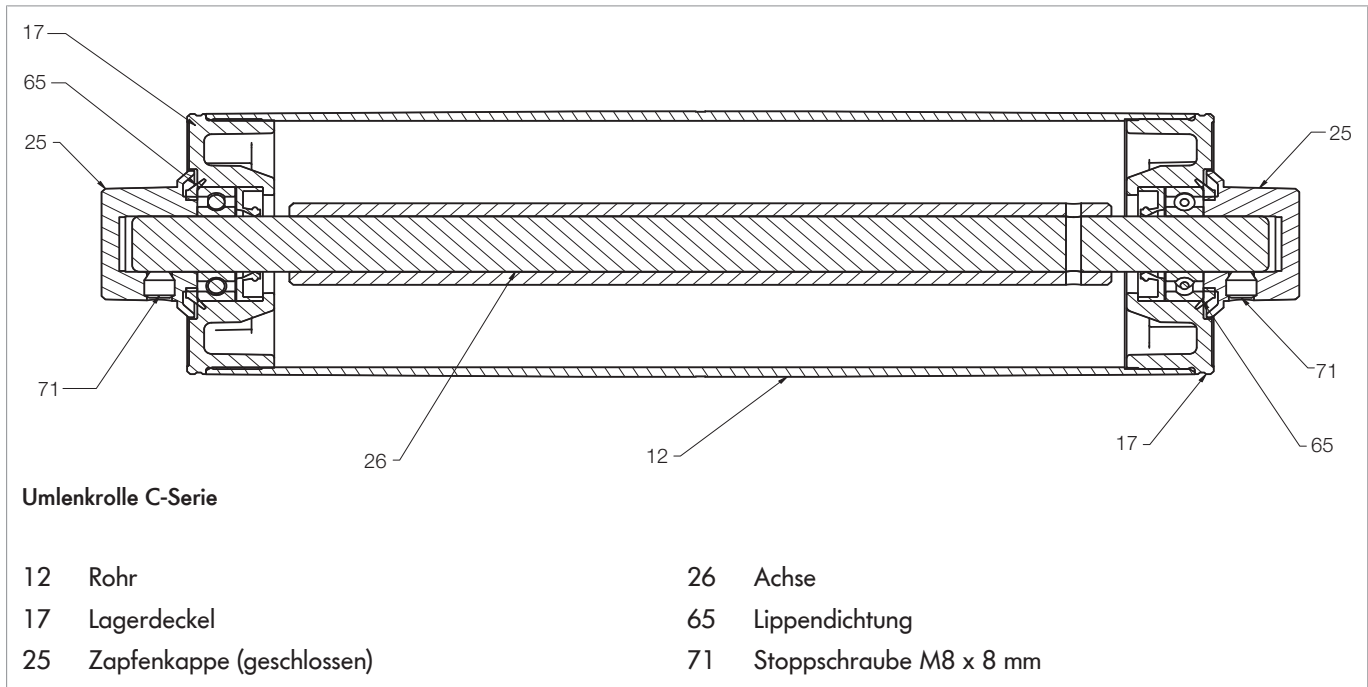 17
65
25
25
71
71
26
12
17
65
Umlenkrolle C-Serie
12 Rohr
17 Lagerdeckel
25 Zapfenkappe (geschlossen)
26 Achse
65 Lippendichtung
71 Stoppschraube M8 x 8 mm